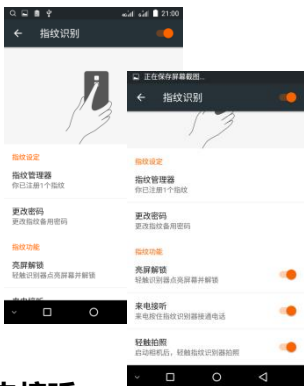 21:00
指纹识别
指纹设定
指纹管理器
你已注册1个指纹
更改密码
更改指纹备用密码
指纹功能
亮屏解锁
轻触识别器点亮屏幕并解锁
来电接听
正在保存屏幕截图...
指纹识别
指纹设定
指纹管理器
你已注册1个指纹
更改密码
更改指纹备用密码
指纹功能
亮屏解锁
轻触识别器点亮屏幕并解锁
来电接听
来电按住指纹识别器接通电话
轻触拍照
启动相机后，轻触指纹识别器拍照